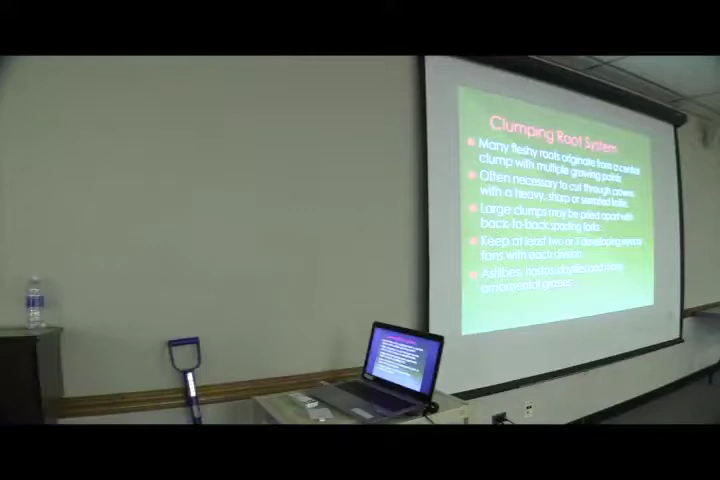 Clumping Root System
Many fleshy roots originate from a central
clump with multiple growing points
Often necessary to cut through crowns
with a heavy, sharp or serrated knife.
Large clumps may be pried apart with
back-to-back spading forks.
Keep at least two or 3 developing eyes or
fans with each division.
Astilbes, hostas, daylilies and many
ornamental grasses